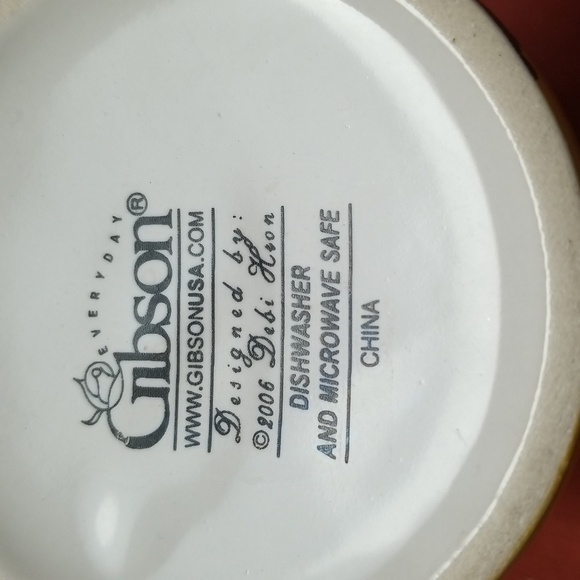 EVERYDAY
Gibson®
WWW.GIBSONUSA.COM
Designed by:
©2006 Debi Hron
DISHWASHER
AND MICROWAVE SAFE
CHINA